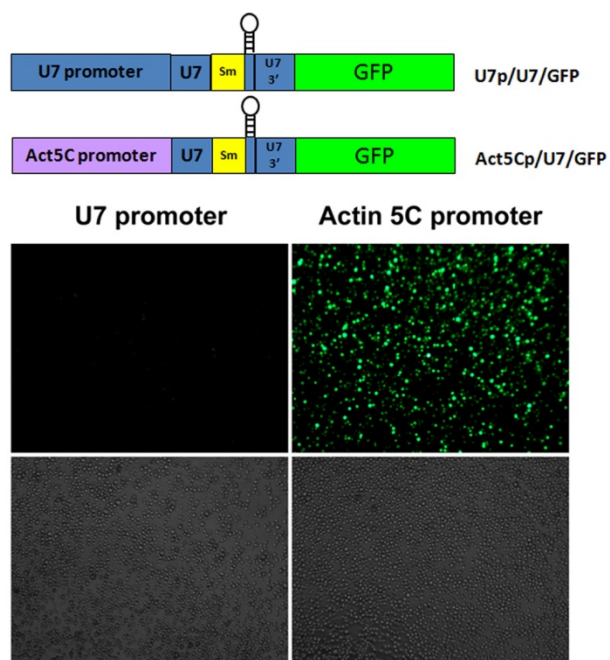 U7 promoter U7 Sm U7 3' GFP U7p/U7/GFP
Act5C promoter U7 Sm U7 3' GFP Act5Cp/U7/GFP
U7 promoter Actin 5C promoter